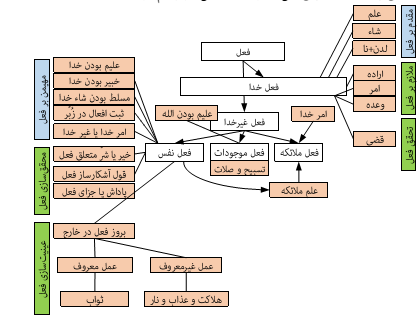 علم
مقدم بر فعل
شاء
لدن+نا
فعل
اراده
ملازم بر فعل
امر
وعده
فعل خدا
قضی
تحقق فعل
علیم بودن خدا
خبیر بودن خدا
مسلط بودن شاء خدا
ثبت افعال در زُبُر
امر خدا یا غیر خدا
مهیمن بر فعل
علیم بودن الله
فعل غیرخدا
امر خدا
فعل نفس
فعل موجودات
تسبیح و صلات
فعل ملائکه
علم ملائکه
خیر یا شر متعلق فعل
قول آشکارساز فعل
پاداش یا جزای فعل
محقق‌سازی فعل
بروز فعل در خارج
عمل معروف
عمل غیرمعروف
ثواب
هلاکت و عذاب و نار
عینیت‌سازی فعل